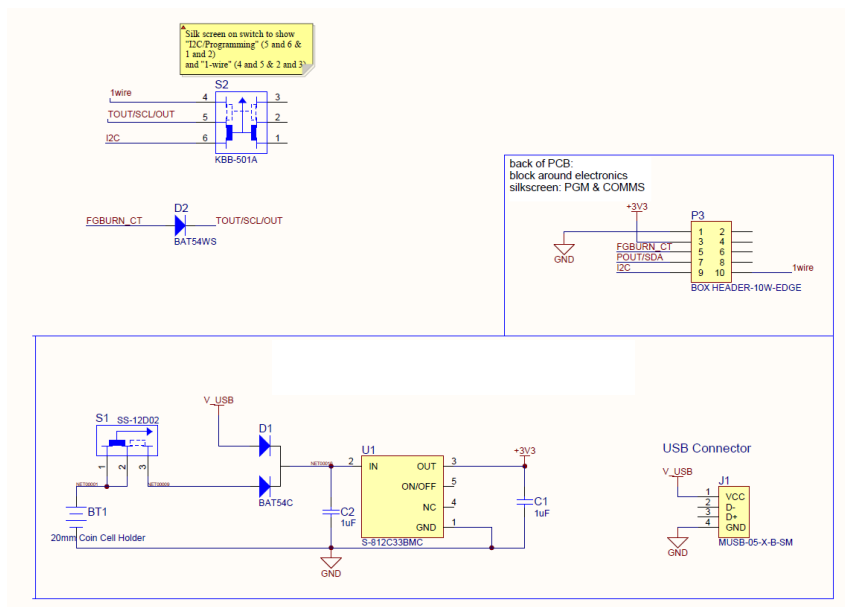 Silk screen on switch to show
"I2C/Programming" (5 and 6 &
1 and 2)
and "1-wire" (4 and 5 & 2 and 3)
S2
1wire
4
3
TOUT/SCL/OUT
5
2
I2C
6
1
KBB-501A
D2
FGBURN_CT
TOUT/SCL/OUT
BAT54WS
back of PCB:
block around electronics
silkscreen: PGM & COMMS
+3V3
P3
1 2
3 4
FGBURN_CT
5 6
POUT/SDA
7 8
I2C
9 10
1wire
GND
BOX HEADER-10W-EDGE
V_USB
S1
SS-12D02
1
2
3
D1
BAT54C
BT1
20mm Coin Cell Holder
C2
1uF
GND
U1
2
IN
OUT
3
ON/OFF
5
NC
4
GND
1
S-812C33BMC
+3V3
C1
1uF
USB Connector
V_USB
J1
1
VCC
2
D-
3
D+
4
GND
GND
MUSB-05-X-B-SM